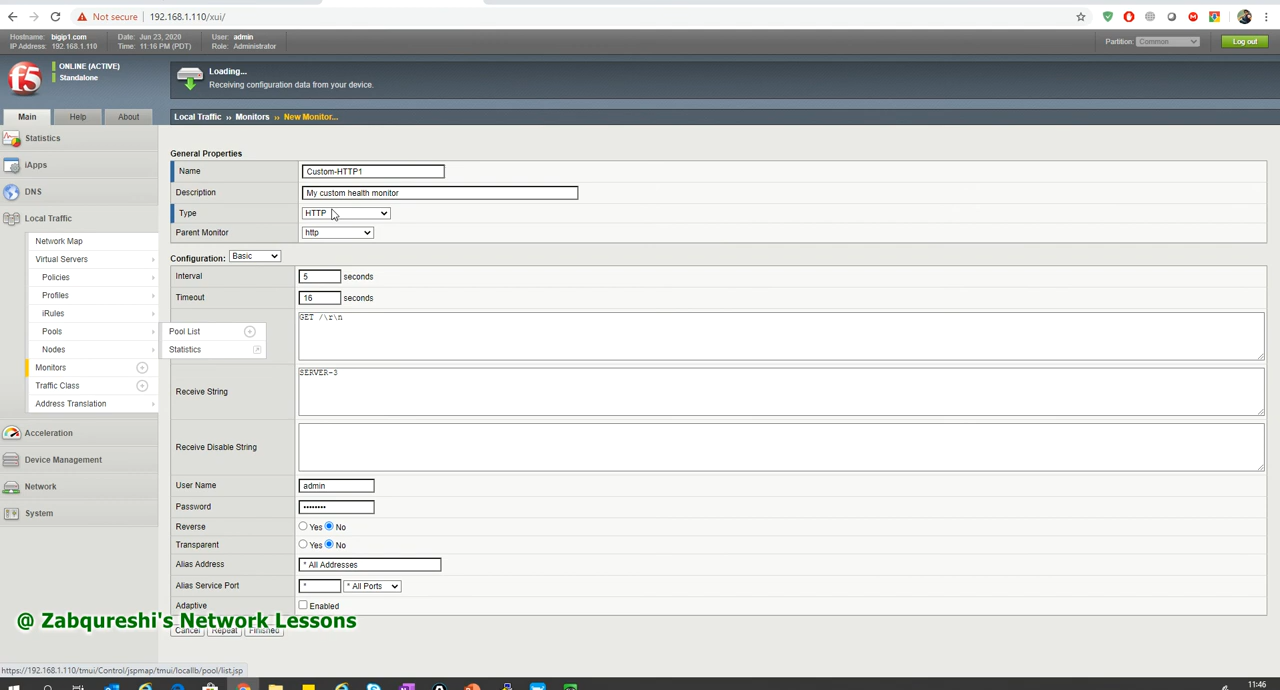 Not secure 192.168.1.110/xui/
Hostname: bigip1.com Date: Jun 23, 2020 User: admin
IP Address: 192.168.1.110 Time: 11:16 PM (PDT) Role: Administrator
Partition: Common Log out
f5 ONLINE (ACTIVE)
Standalone
Loading...
Receiving configuration data from your device.
Main Help About
Local Traffic ›› Monitors ›› New Monitor...
Statistics
iApps
DNS
Local Traffic
Network Map
Virtual Servers
Policies
Profiles
iRules
Pools
Nodes
Monitors
Traffic Class
Address Translation
Acceleration
Device Management
Network
System
Pool List
Statistics
General Properties
Name Custom-HTTP1
Description My custom health monitor
Type HTTP
Parent Monitor http
Configuration: Basic
Interval 5 seconds
Timeout 16 seconds
GET /\r\n
Receive String SERVER-3
Receive Disable String
User Name admin
Password ••••••••
Reverse Yes No
Transparent Yes No
Alias Address * All Addresses
Alias Service Port * * All Ports
Adaptive Enabled
@ Zabqureshi's Network Lessons
Cancel Repeat Finished
https://192.168.1.110/tmui/Control/jspmap/tmui/locallb/pool/list.jsp
11:46